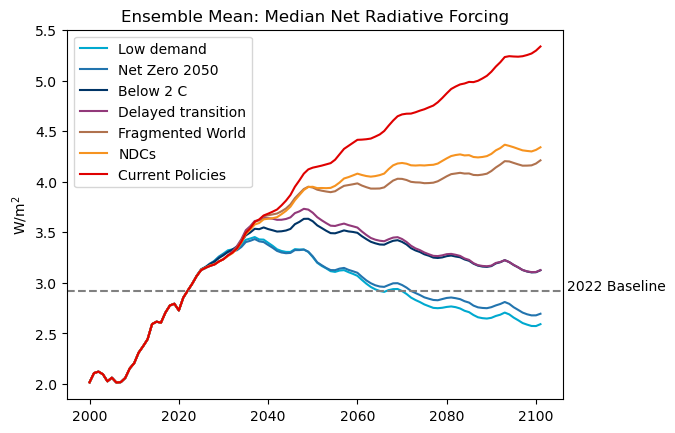 Ensemble Mean: Median Net Radiative Forcing
5.5
5.0
4.5
4.0
3.5
3.0
2.5
2.0
W/m²
Low demand
Net Zero 2050
Below 2 C
Delayed transition
Fragmented World
NDCs
Current Policies
2022 Baseline
2000 2020 2040 2060 2080 2100